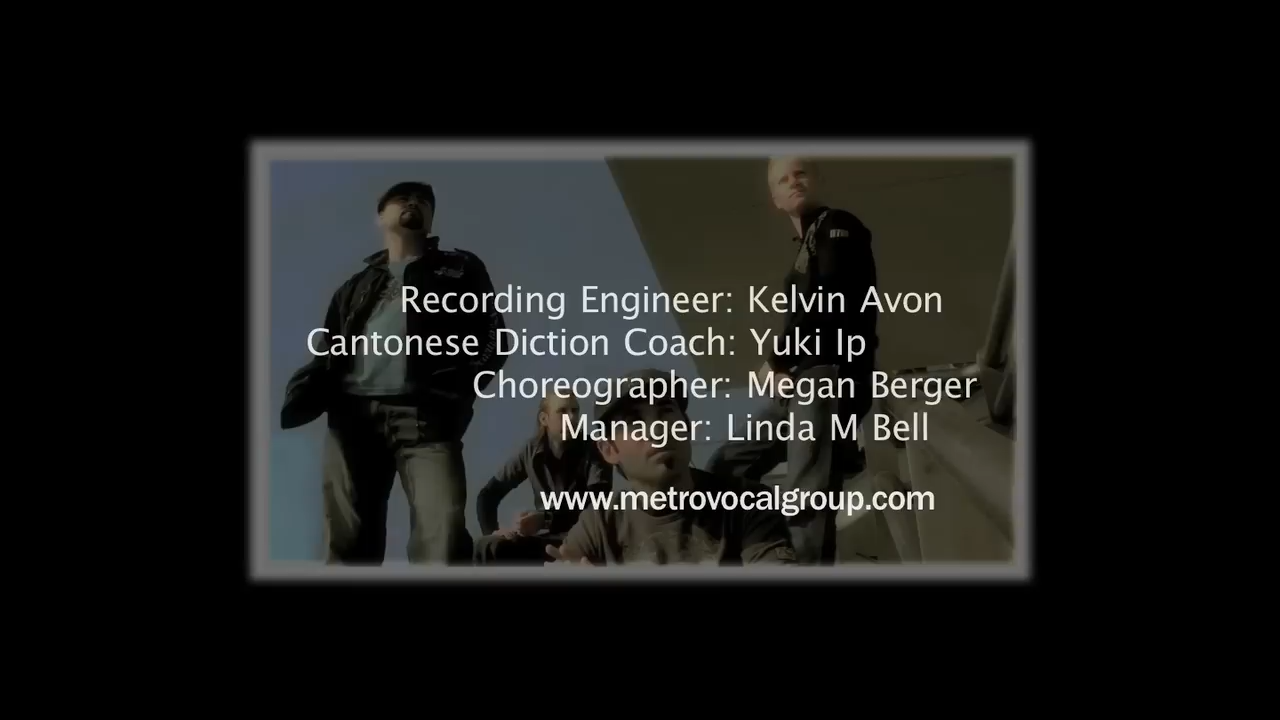 Recording Engineer: Kelvin Avon
Cantonese Diction Coach: Yuki Ip
Choreographer: Megan Berger
Manager: Linda M Bell
www.metrovocalgroup.com